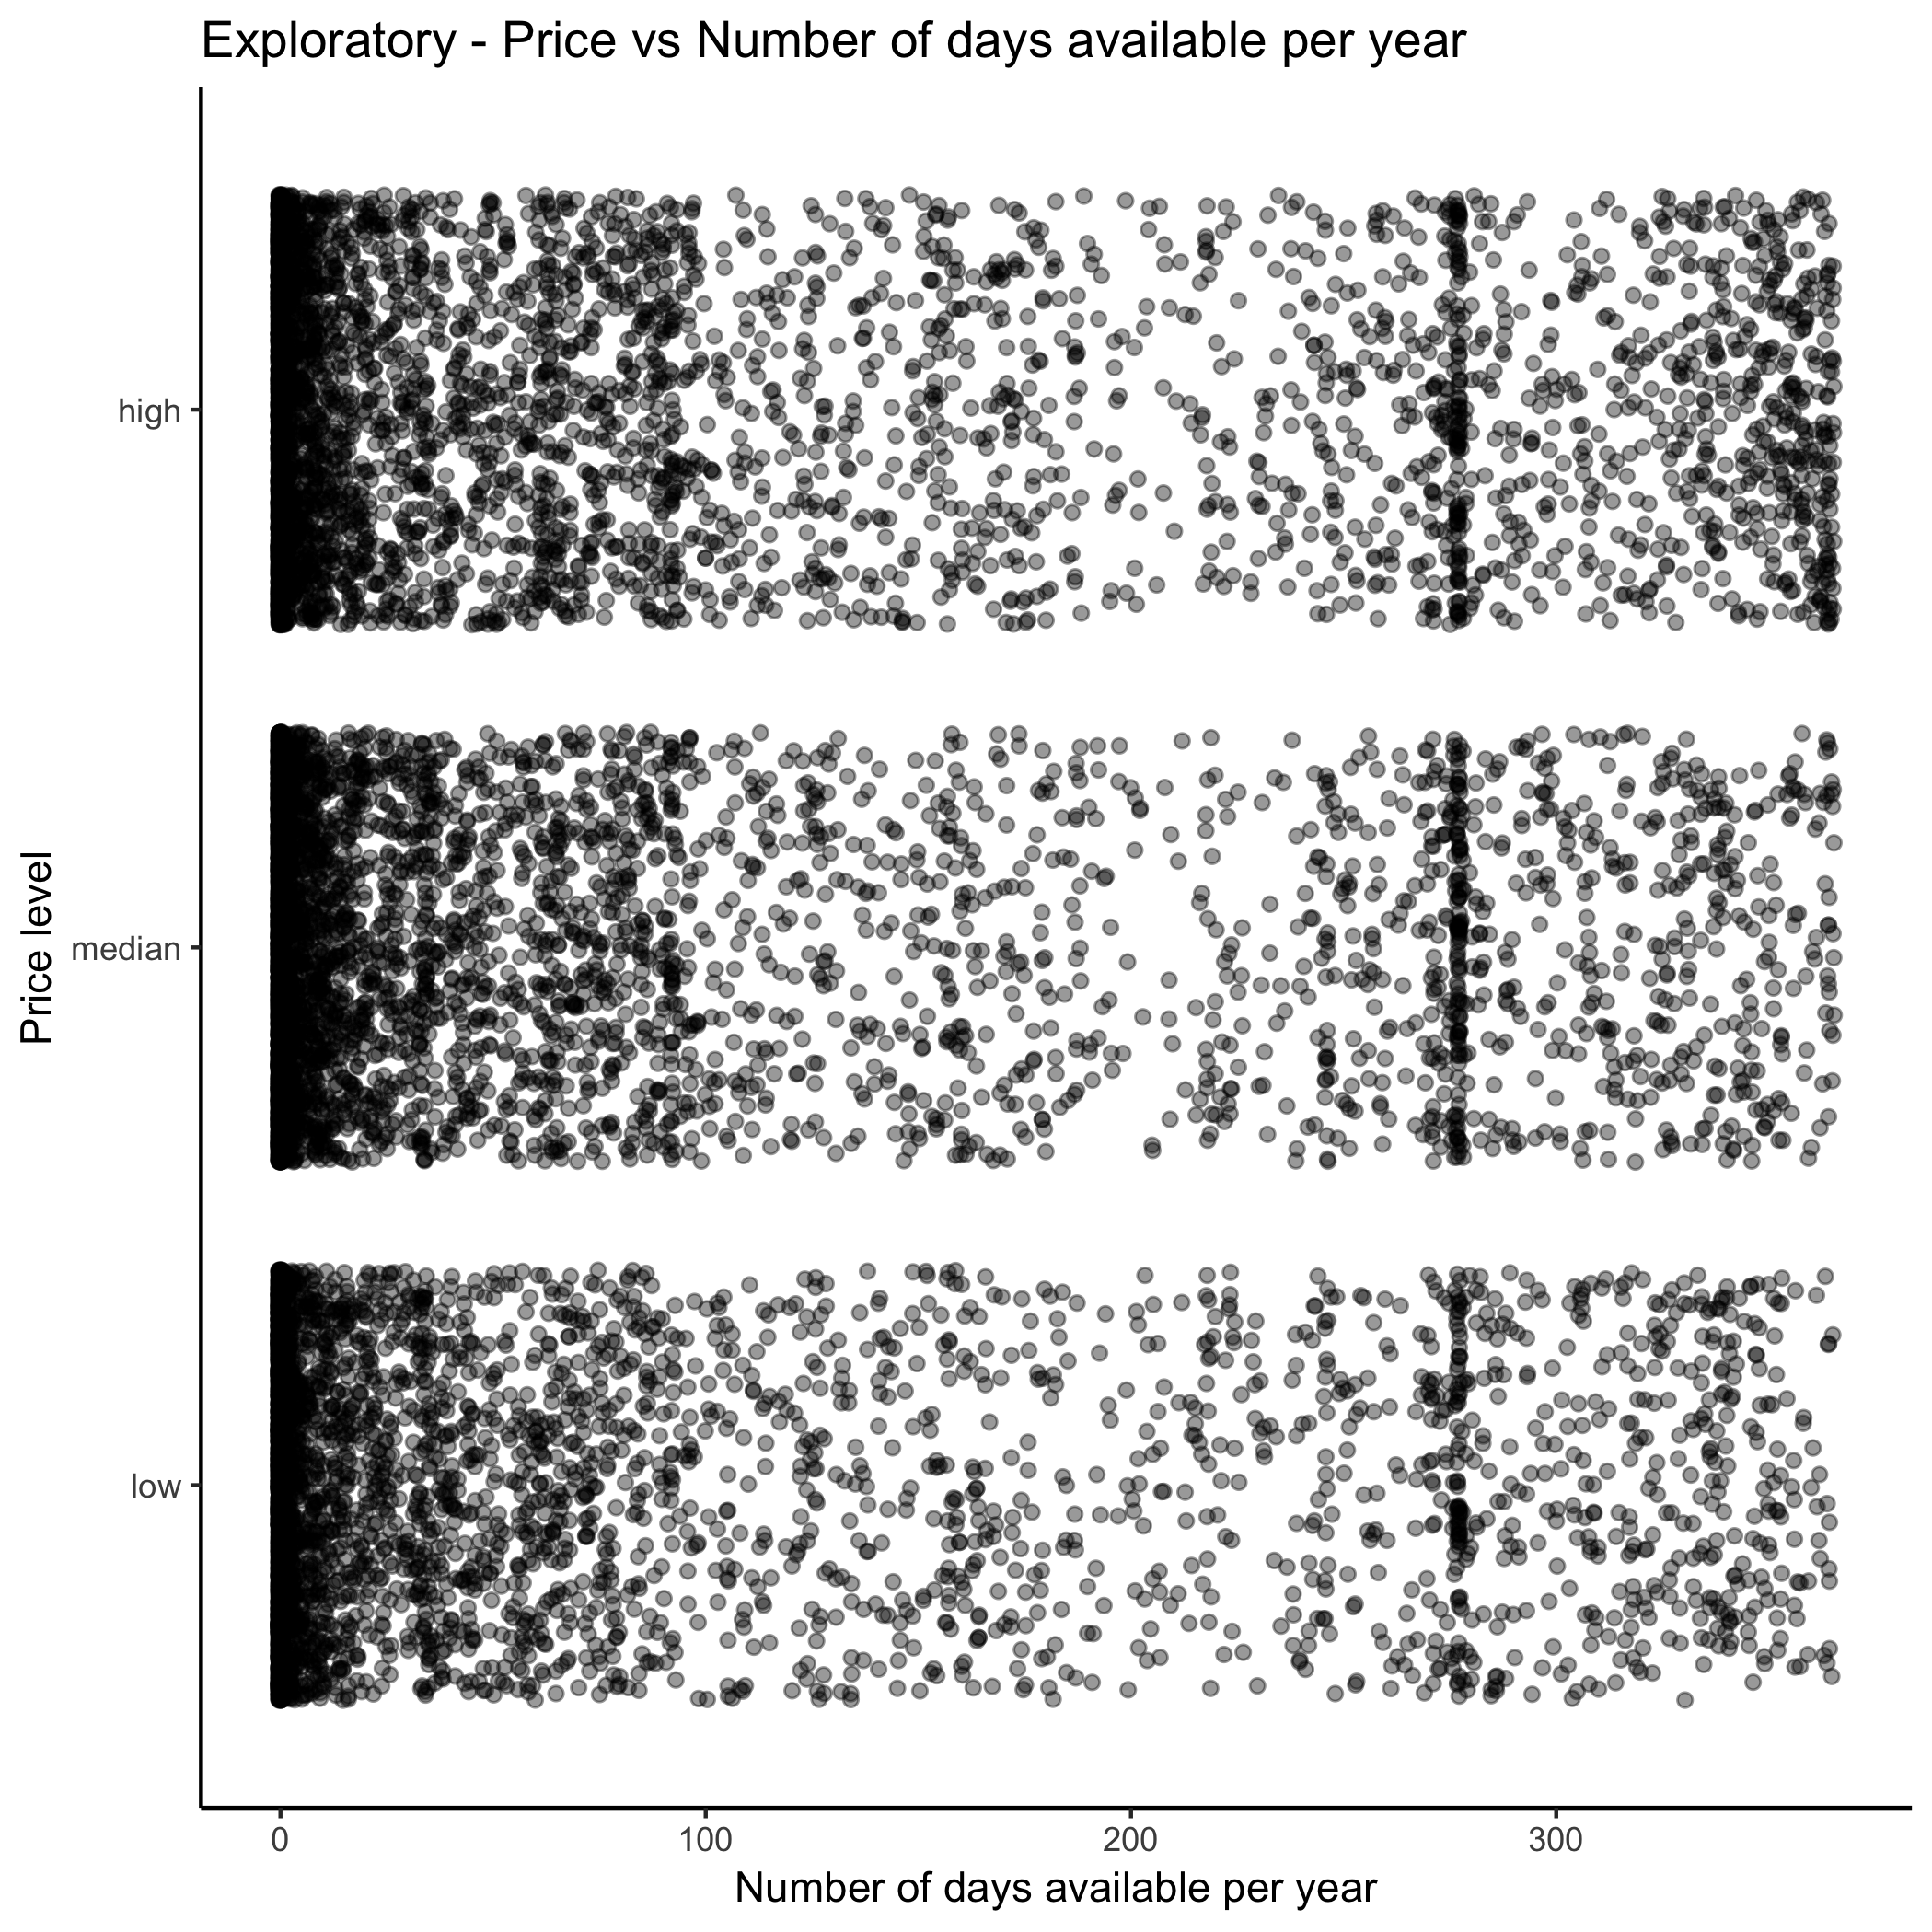 Exploratory - Price vs Number of days available per year
high
median
low
Price level
0
100
200
300
Number of days available per year